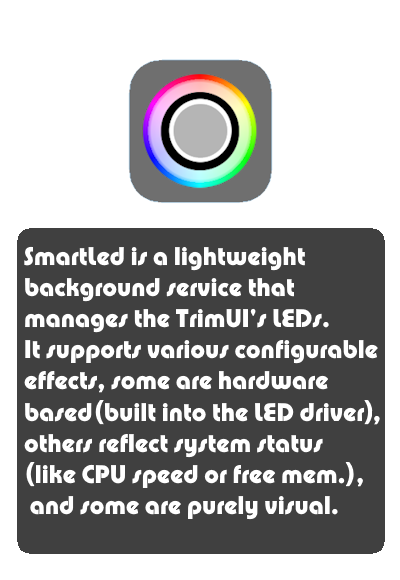 SmartLed is a lightweight
background service that
manages the TrimUI's LEDs.
It supports various configurable
effects, some are hardware
based(built into the LED driver),
others reflect system status
(like CPU speed or free mem.),
and some are purely visual.